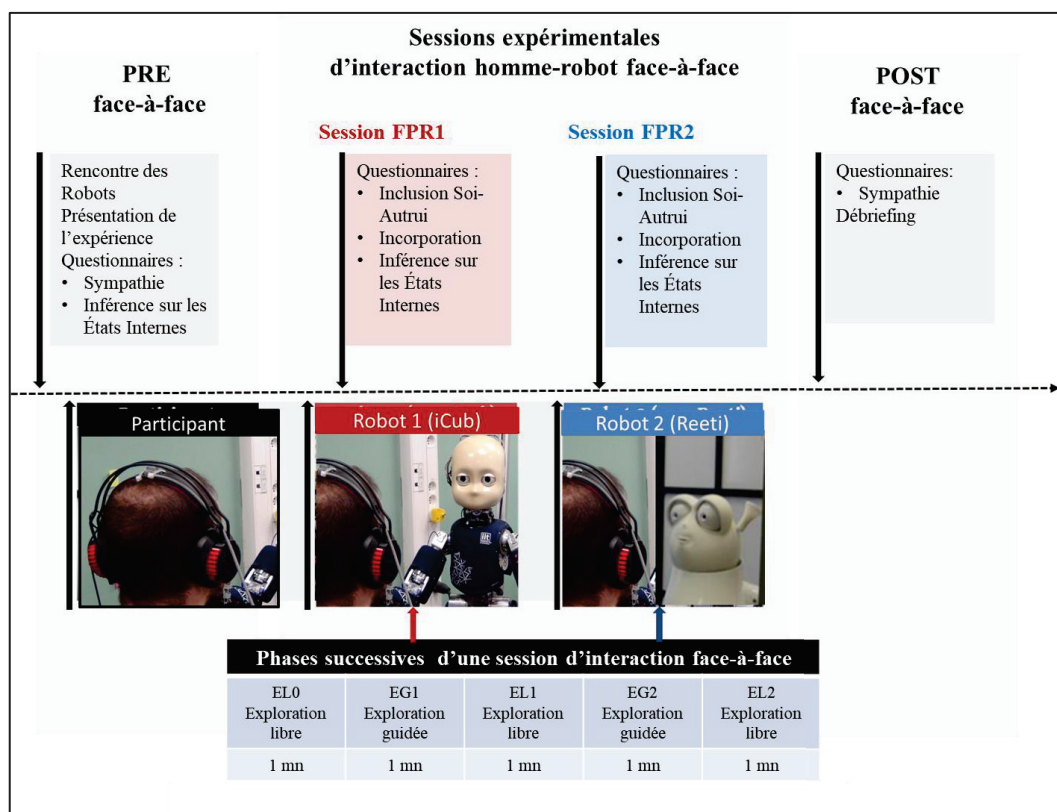 Sessions expérimentales
d'interaction homme-robot face-à-face
PRE
face-à-face
POST
face-à-face
Session FPR1
Session FPR2
Rencontre des
Robots
Présentation de
l'expérience
Questionnaires :
• Sympathie
• Inférence sur les
États Internes
Questionnaires :
• Inclusion Soi-
Autrui
• Incorporation
• Inférence sur
les États
Internes
Questionnaires :
• Inclusion Soi-
Autrui
• Incorporation
• Inférence sur
les États
Internes
Questionnaires:
• Sympathie
Débriefing
Participant
Robot 1 (iCub)
Robot 2 (Reeti)
Phases successives d'une session d'interaction face-à-face
EL0
Exploration
libre
EG1
Exploration
guidée
EL1
Exploration
libre
EG2
Exploration
guidée
EL2
Exploration
libre
1 mn
1 mn
1 mn
1 mn
1 mn